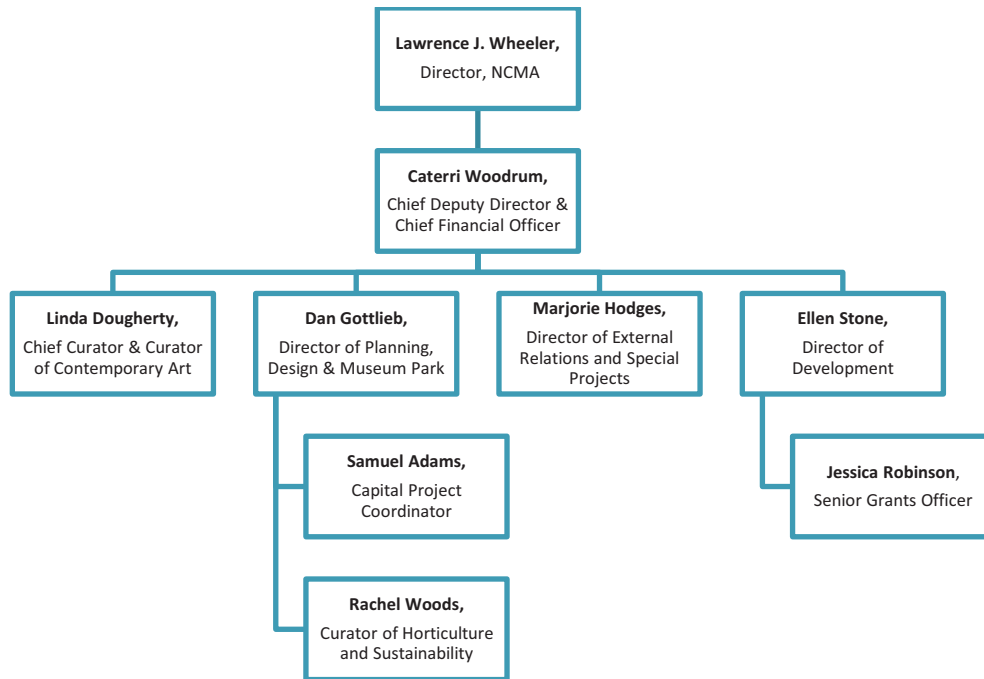 Lawrence J. Wheeler,
Director, NCMA
Caterri Woodrum,
Chief Deputy Director &
Chief Financial Officer
Linda Dougherty,
Chief Curator & Curator
of Contemporary Art
Dan Gottlieb,
Director of Planning,
Design & Museum Park
Marjorie Hodges,
Director of External
Relations and Special
Projects
Ellen Stone,
Director of
Development
Samuel Adams,
Capital Project
Coordinator
Jessica Robinson,
Senior Grants Officer
Rachel Woods,
Curator of Horticulture
and Sustainability